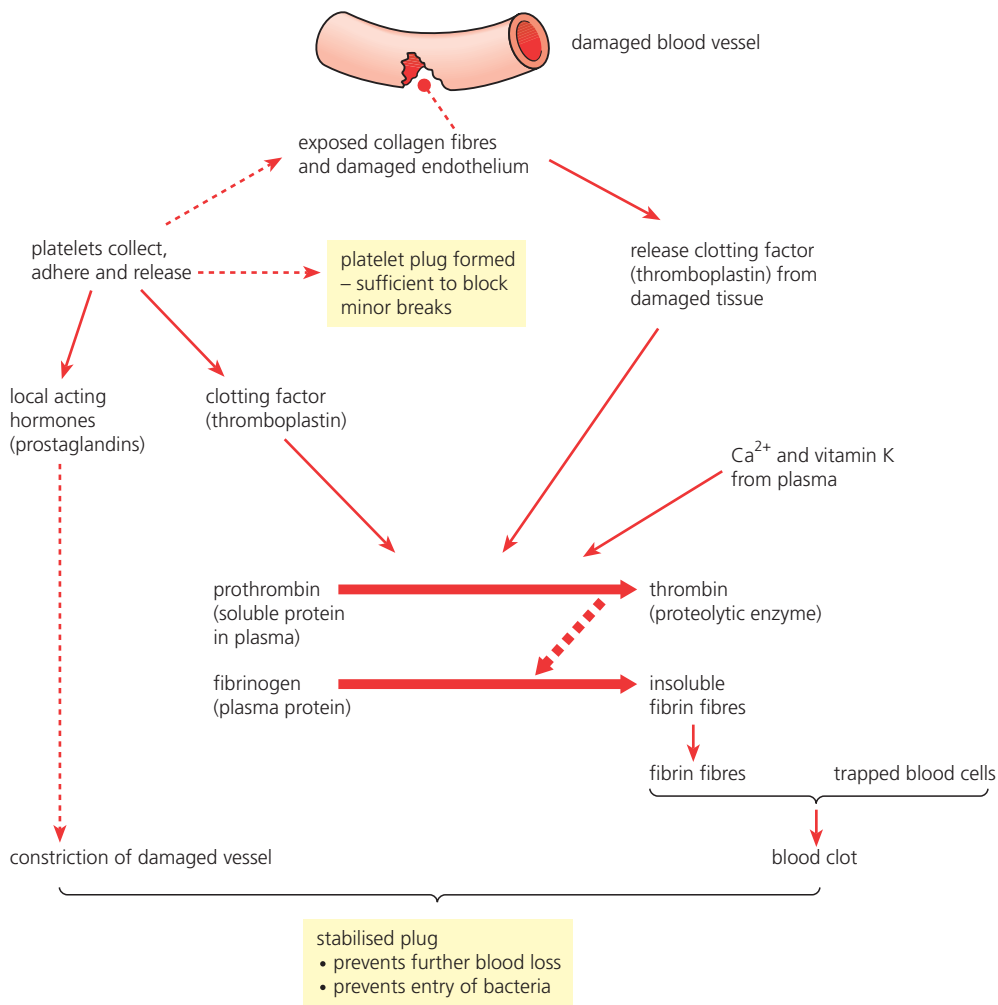 damaged blood vessel
exposed collagen fibres
and damaged endothelium
platelets collect,
adhere and release
platelet plug formed
– sufficient to block
minor breaks
release clotting factor
(thromboplastin) from
damaged tissue
local acting
hormones
(prostaglandins)
clotting factor
(thromboplastin)
Ca²⁺ and vitamin K
from plasma
prothrombin
(soluble protein
in plasma)
thrombin
(proteolytic enzyme)
fibrinogen
(plasma protein)
insoluble
fibrin fibres
fibrin fibres
trapped blood cells
constriction of damaged vessel
blood clot
stabilised plug
• prevents further blood loss
• prevents entry of bacteria